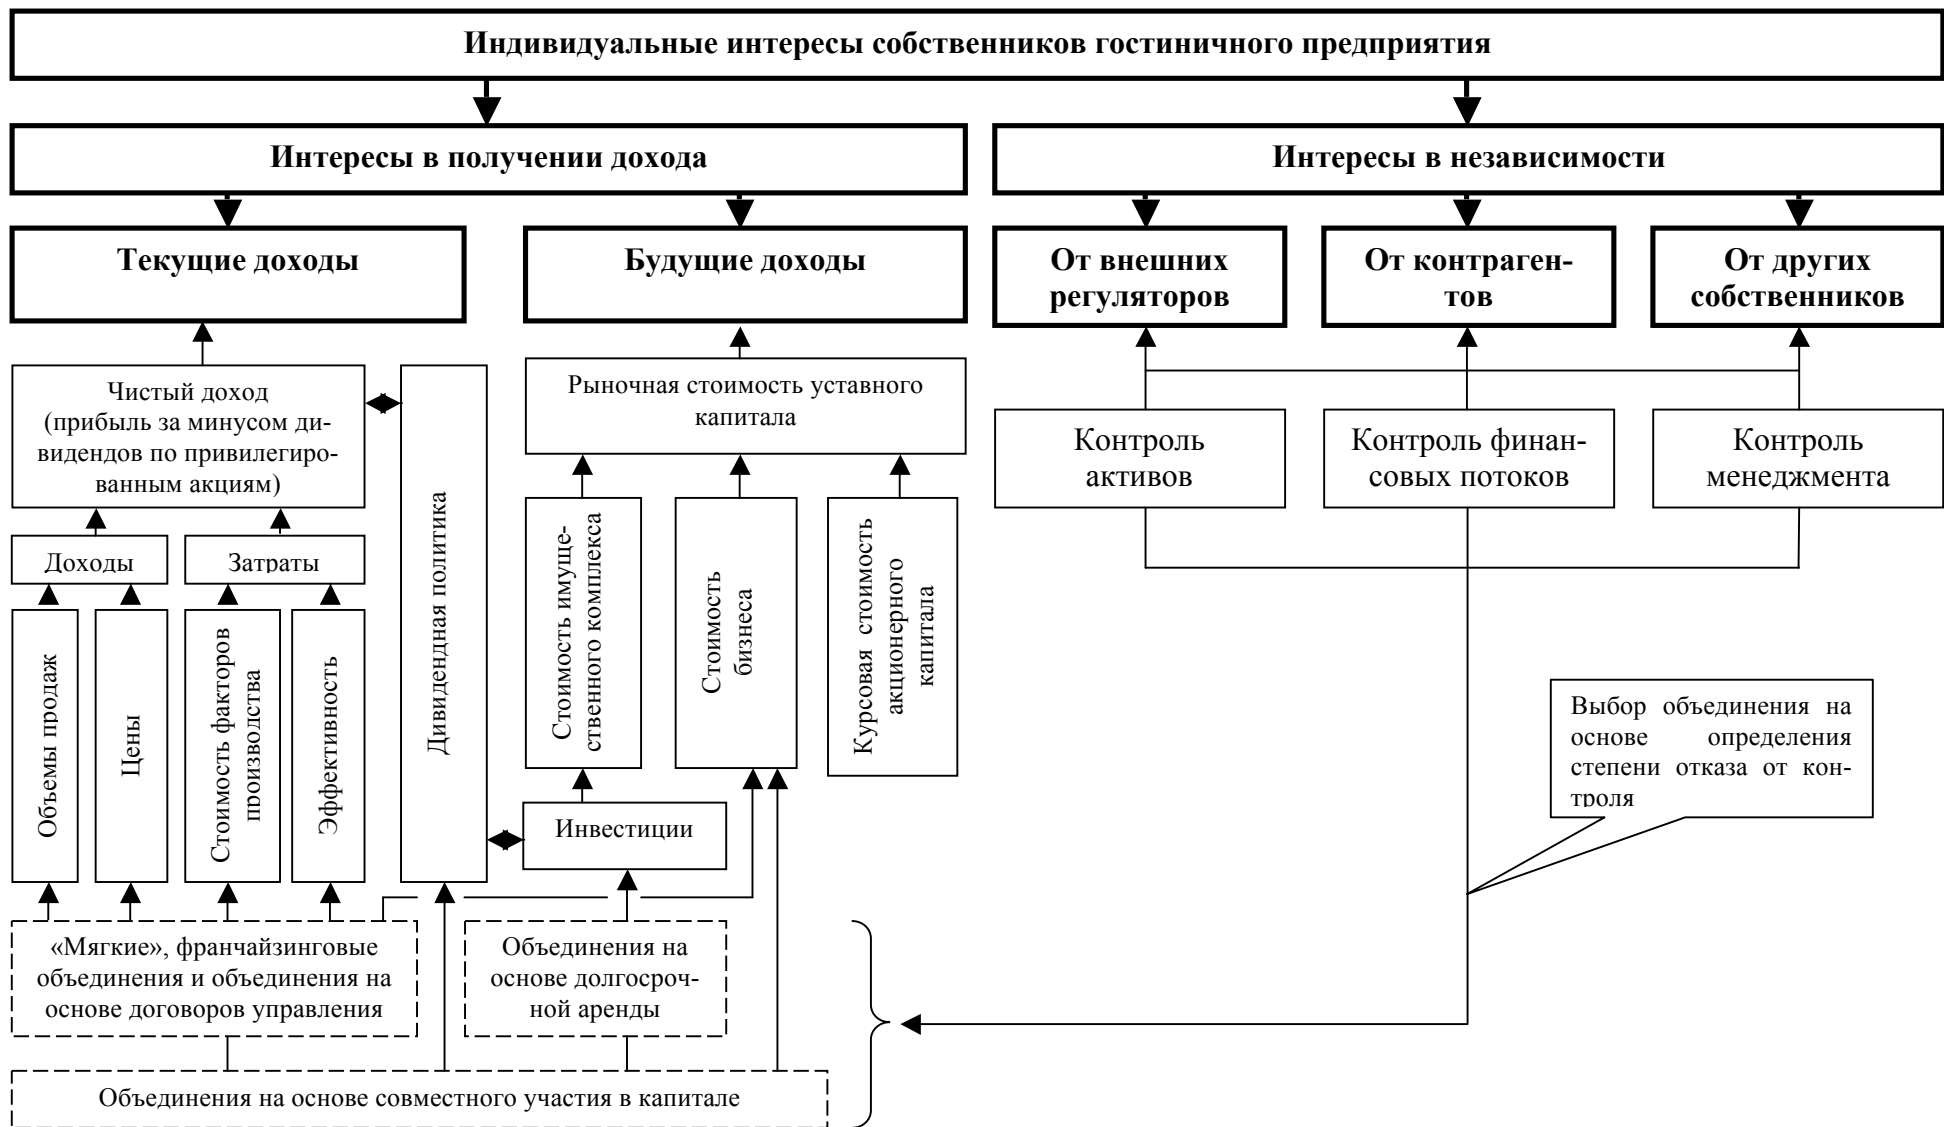 Индивидуальные интересы собственников гостиничного предприятия
Интересы в получении дохода
Интересы в независимости
Текущие доходы
Будущие доходы
От внешних
регуляторов
От контраген-
тов
От других
собственников
Чистый доход
(прибыль за минусом ди-
видендов по привилегиро-
ванным акциям)
Дивидендная политика
Рыночная стоимость уставного
капитала
Контроль
активов
Контроль финан-
совых потоков
Контроль
менеджмента
Доходы
Затраты
Объемы продаж
Цены
Стоимость факторов
производства
Эффективность
Стоимость имуще-
ственного комплекса
Стоимость
бизнеса
Курсовая стоимость
акционерного
капитала
Инвестиции
Выбор объединения на
основе определения
степени отказа от кон-
троля
«Мягкие», франчайзинговые
объединения и объединения на
основе договоров управления
Объединения на
основе долгосроч-
ной аренды
Объединения на основе совместного участия в капитале